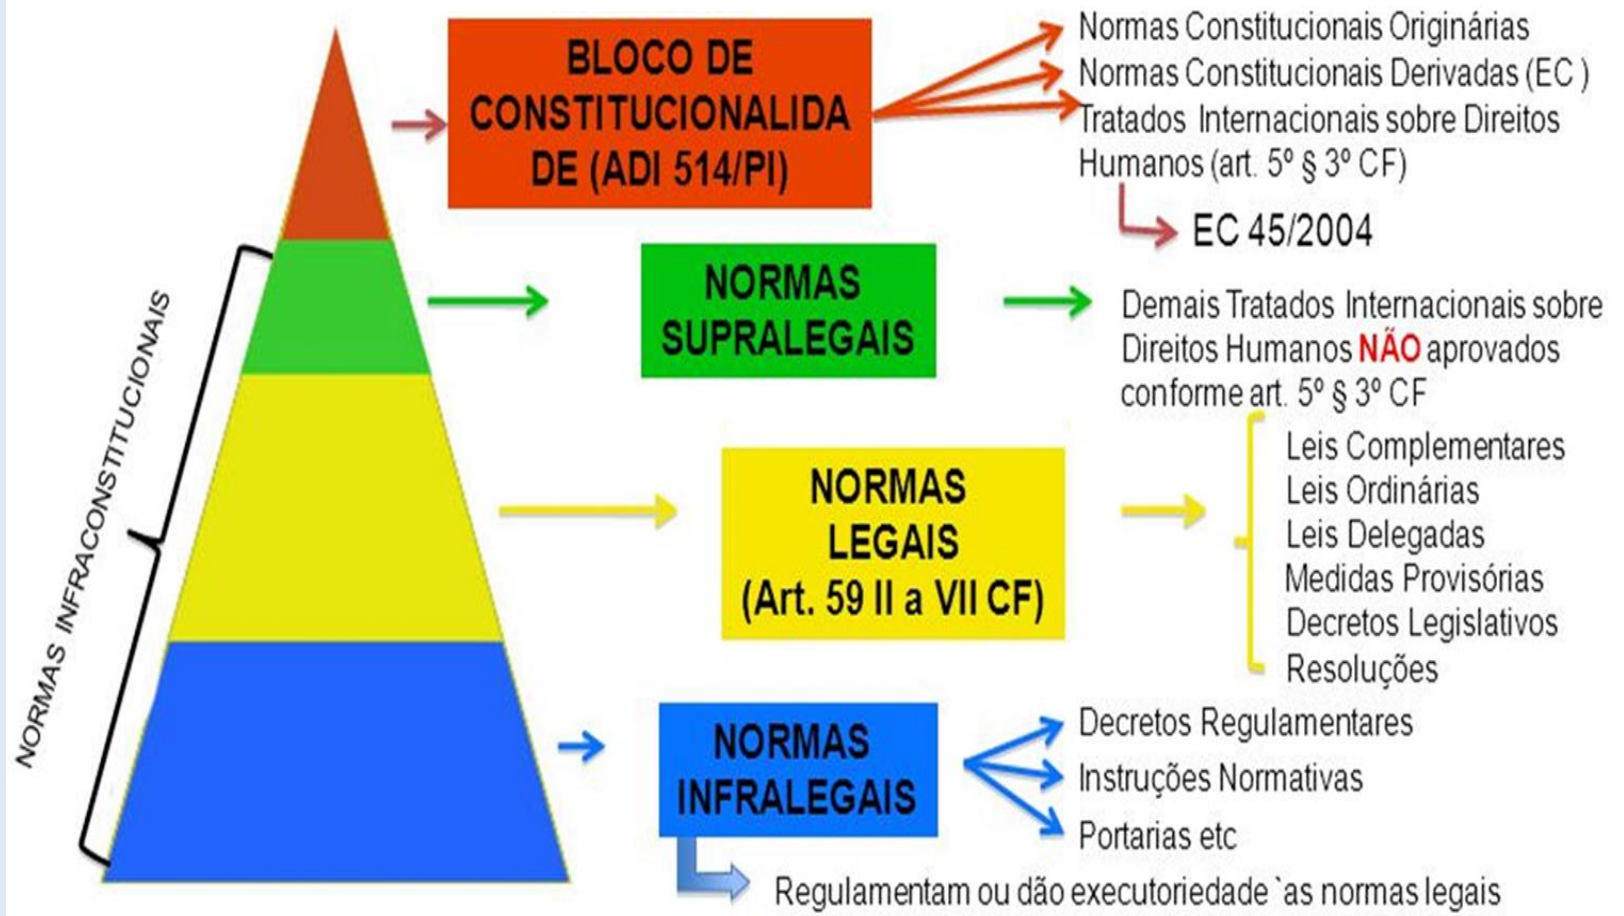 BLOCO DE
CONSTITUCIONALIDA
DE (ADI 514/PI)
Normas Constitucionais Originárias
Normas Constitucionais Derivadas (EC )
Tratados Internacionais sobre Direitos
Humanos (art. 5º § 3º CF)
EC 45/2004
NORMAS INFRACONSTITUCIONAIS
NORMAS
SUPRALEGAIS
Demais Tratados Internacionais sobre
Direitos Humanos NÃO aprovados
conforme art. 5º § 3º CF
NORMAS
LEGAIS
(Art. 59 II a VII CF)
Leis Complementares
Leis Ordinárias
Leis Delegadas
Medidas Provisórias
Decretos Legislativos
Resoluções
NORMAS
INFRALEGAIS
Decretos Regulamentares
Instruções Normativas
Portarias etc
Regulamentam ou dão executoriedade `as normas legais